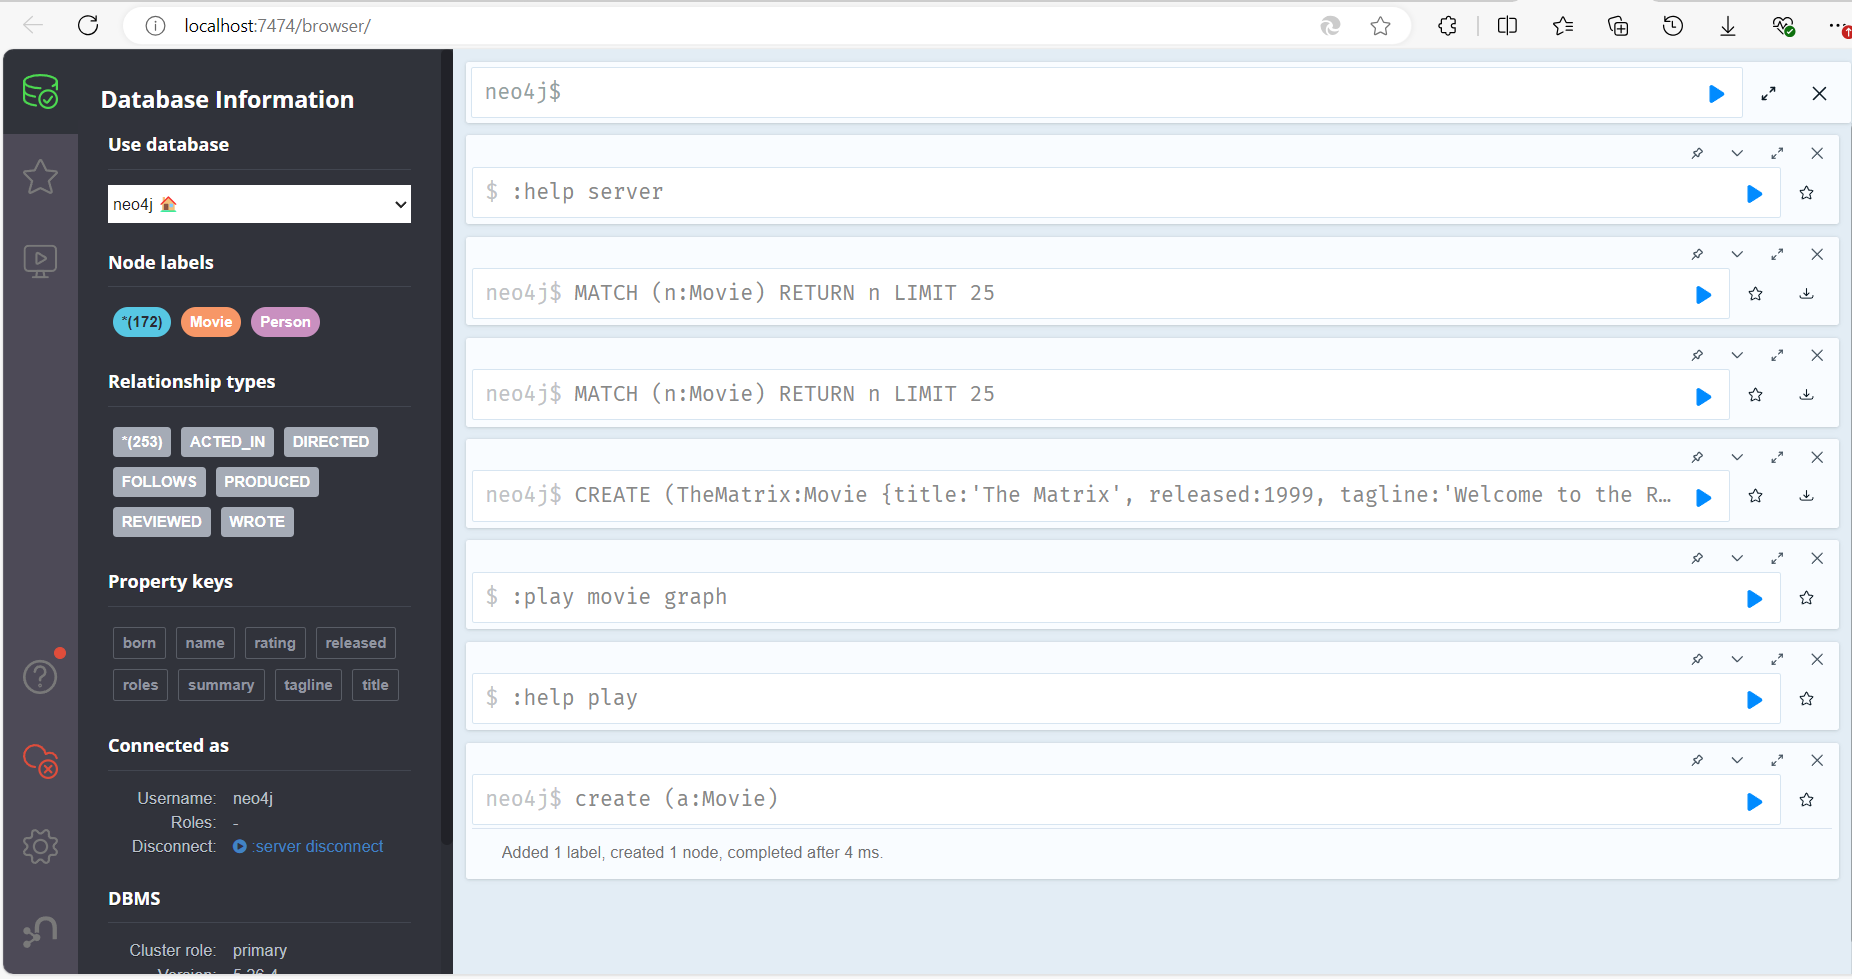 localhost:7474/browser/
Database Information
Use database
neo4j
Node labels
*(172) Movie Person
Relationship types
*(253) ACTED_IN DIRECTED
FOLLOWS PRODUCED
REVIEWED WROTE
Property keys
born name rating released
roles summary tagline title
Connected as
Username: neo4j
Roles: -
Disconnect: :server disconnect
DBMS
Cluster role: primary
Version: 5.26.4
neo4j$
$ :help server
neo4j$ MATCH (n:Movie) RETURN n LIMIT 25
neo4j$ MATCH (n:Movie) RETURN n LIMIT 25
neo4j$ CREATE (TheMatrix:Movie {title:'The Matrix', released:1999, tagline:'Welcome to the R…
$ :play movie graph
$ :help play
neo4j$ create (a:Movie)
Added 1 label, created 1 node, completed after 4 ms.